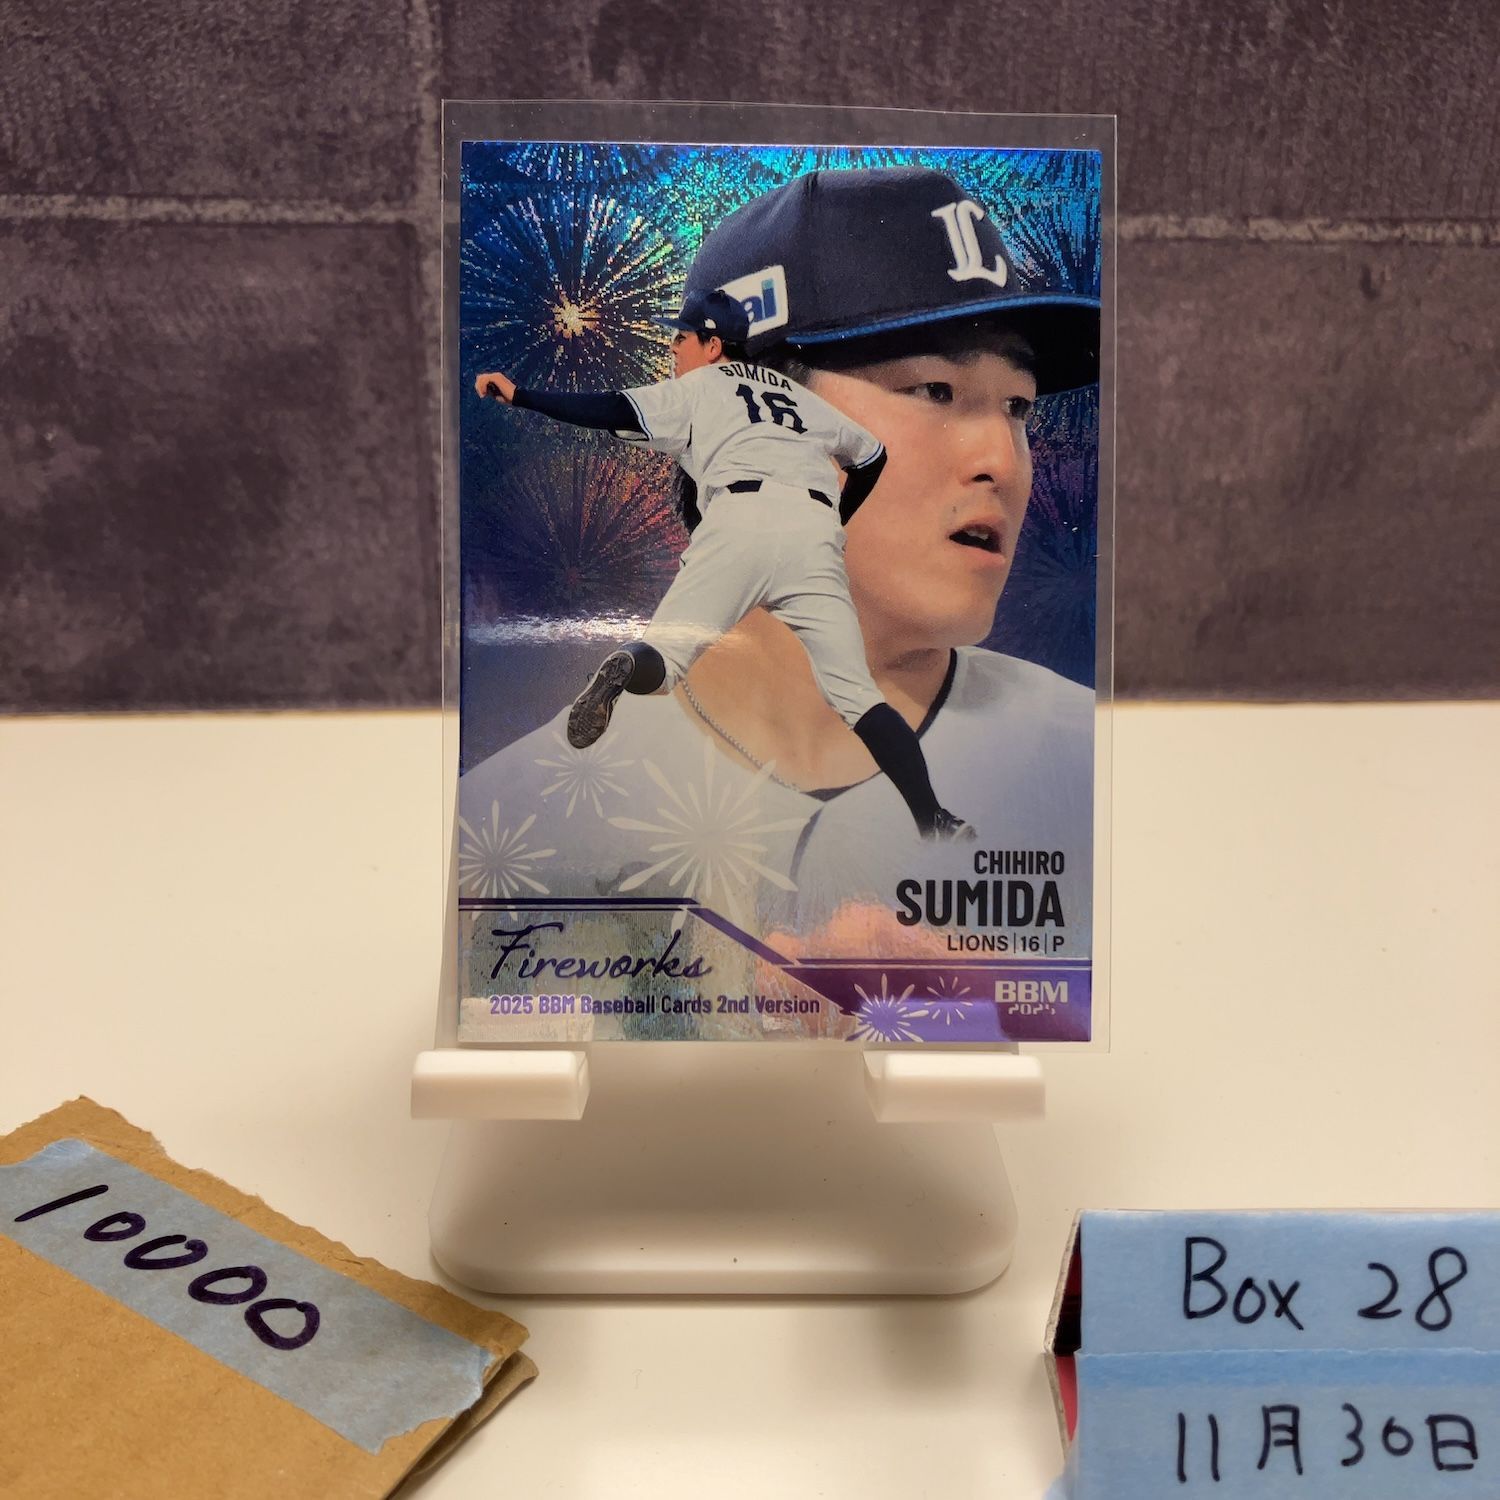 L
ai
SUMIDA
16
CHIHIRO
SUMIDA
LIONS|16|P
Fireworks
2025 BBM Baseball Cards 2nd Version
BBM
2025
10000
Box 28
11月30日